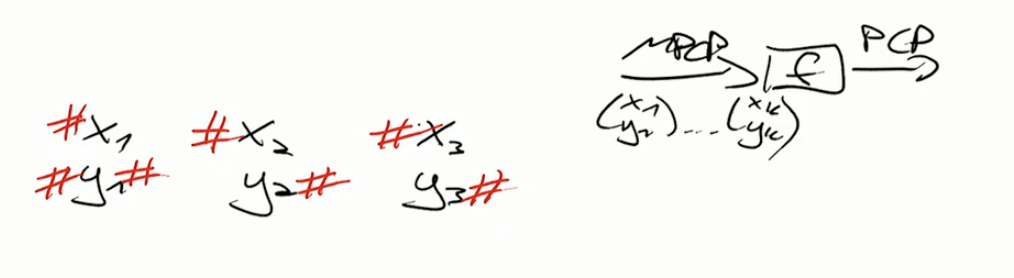 MPCP f PCP
(x1 y1) ... (xk yk)
#x1 #x2 #x3
#y1# y2# y3#